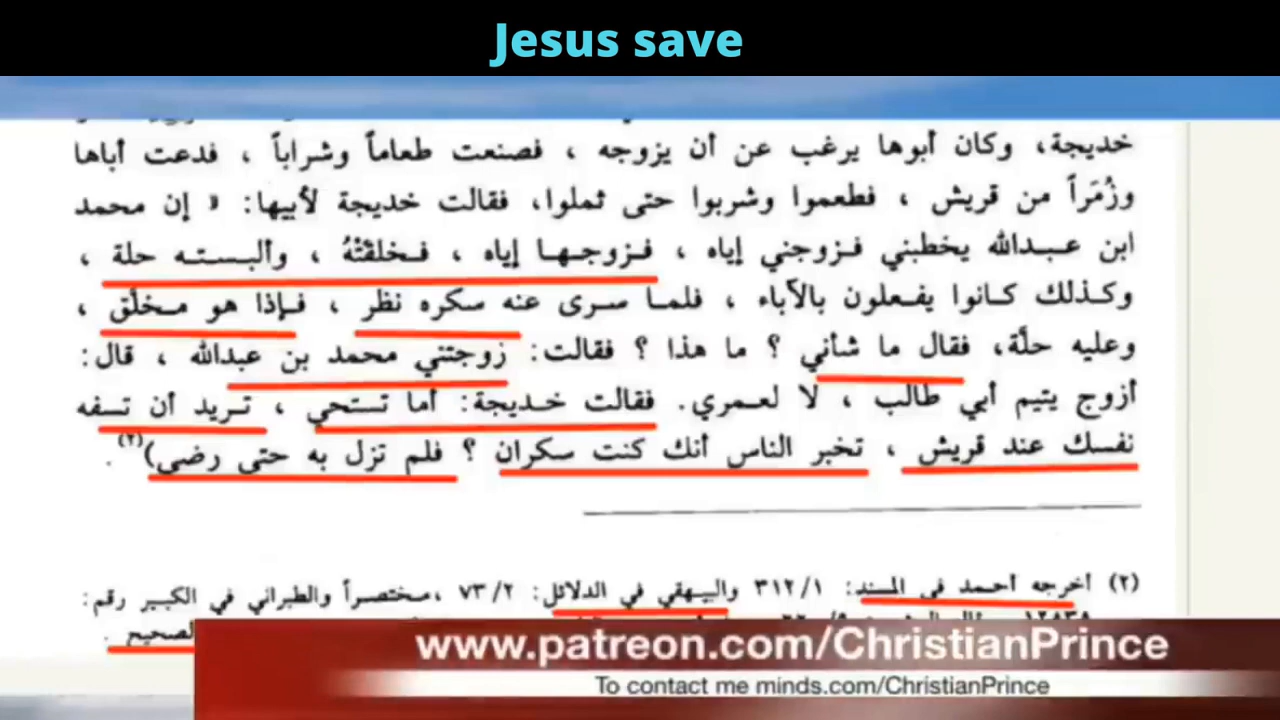 Jesus save
خديجة، وكان أبوها يرغب عن أن يزوجه ، فصنعت طعاماً وشراباً ، فدعت أباها
وزُمَراً من قريش ، فطعموا وشربوا حتى ثملوا، فقالت خديجة لأبيها: « إن محمد
ابن عبدالله يخطبني فزوجني إياه ، فزوجها إياه ، فخلقتْهُ ، وألبسته حلة ،
وكذلك كانوا يفعلون بالآباء ، فلما سرى عنه سكره نظر ، فإذا هو مخلَّق ،
وعليه حلَّة، فقال ما شأني ؟ ما هذا ؟ فقالت: زوجتني محمد بن عبدالله ، قال:
أزوج يتيم أبي طالب ، لا لعمري. فقالت خديجة: أما تستحي ، تريد أن تسفه
نفسك عند قريش ، تخبر الناس أنك كنت سكران ؟ فلم تزل به حتى رضي)(٢) .
(٢) أخرجه أحمد في المسند: ٣١٢/١ والبيهقي في الدلائل: ٧٣/٢ ،مختصراً والطبراني في الكبير رقم:
الصحيح .
www.patreon.com/ChristianPrince
To contact me minds.com/ChristianPrince